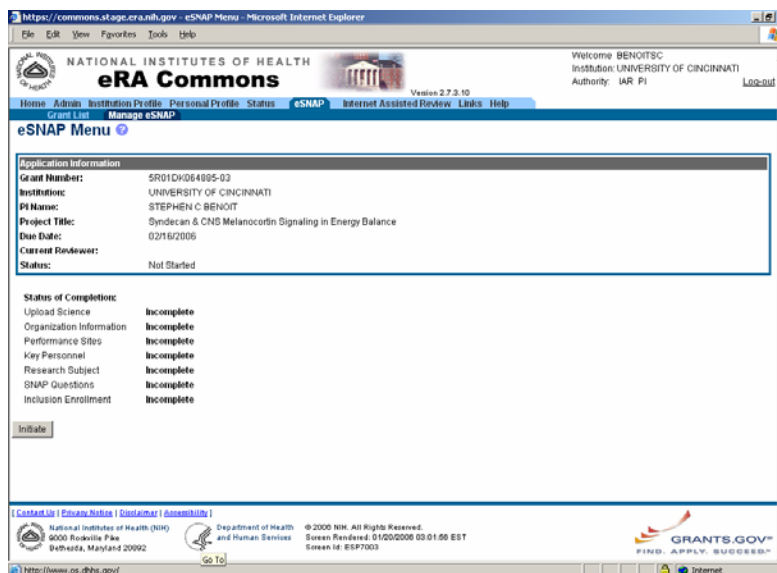 https://commons.stage.era.nih.gov - eSNAP Menu - Microsoft Internet Explorer
File Edit View Favorites Tools Help
NATIONAL INSTITUTES OF HEALTH
eRA Commons
Version 2.7.3.10
Welcome BENOITSC
Institution: UNIVERSITY OF CINCINNATI
Authority: IAR PI
Log-out
Home Admin Institution Profile Personal Profile Status eSNAP Internet Assisted Review Links Help
Grant List Manage eSNAP
eSNAP Menu ?
Application Information
Grant Number: 5R01DK064885-03
Institution: UNIVERSITY OF CINCINNATI
PI Name: STEPHEN C BENOIT
Project Title: Syndecan & CNS Melanocortin Signaling in Energy Balance
Due Date: 02/16/2006
Current Reviewer:
Status: Not Started
Status of Completion:
Upload Science Incomplete
Organization Information Incomplete
Performance Sites Incomplete
Key Personnel Incomplete
Research Subject Incomplete
SNAP Questions Incomplete
Inclusion Enrollment Incomplete
Initiate
[ Contact Us | Privacy Notice | Disclaimer | Accessibility ]
National Institutes of Health (NIH)
9000 Rockville Pike
Bethesda, Maryland 20892
Department of Health
and Human Services
© 2006 NIH. All Rights Reserved.
Screen Rendered: 01/20/2006 03:01:56 EST
Screen Id: ESP7003
GRANTS.GOV
FIND. APPLY. SUCCEED.
Go To
http://www.os.dhhs.gov/
Internet